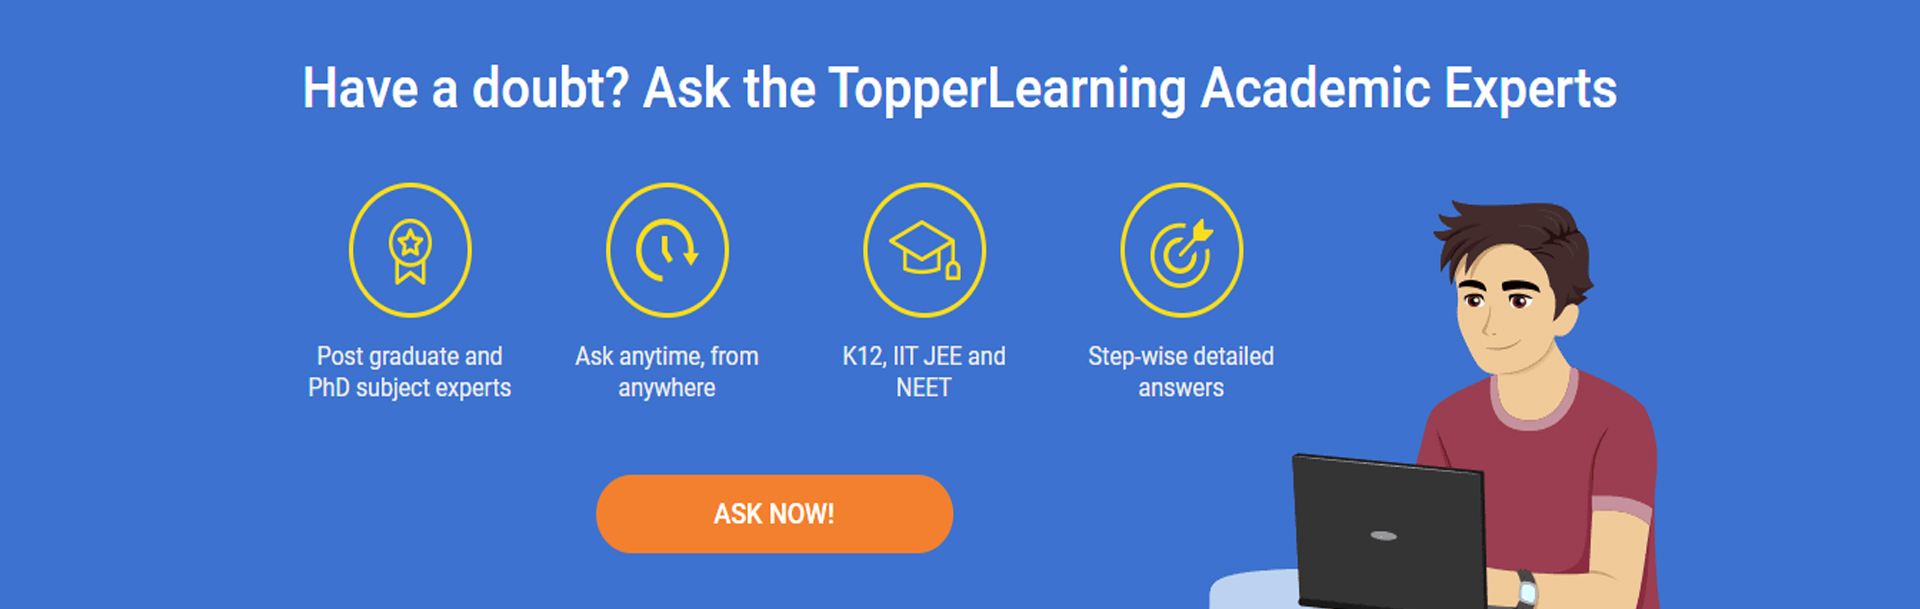 Have a doubt? Ask the TopperLearning Academic Experts
Post graduate and
PhD subject experts
Ask anytime, from
anywhere
K12, IIT JEE and
NEET
Step-wise detailed
answers
ASK NOW!